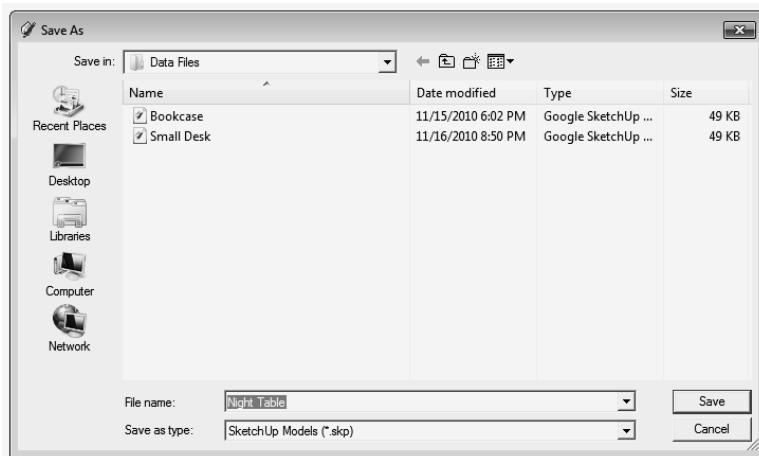 Save As
Save in: Data Files
Name Date modified Type Size
Bookcase 11/15/2010 6:02 PM Google SketchUp ... 49 KB
Small Desk 11/16/2010 8:50 PM Google SketchUp ... 49 KB
Recent Places
Desktop
Libraries
Computer
Network
File name: Night Table Save
Save as type: SketchUp Models (*.skp) Cancel